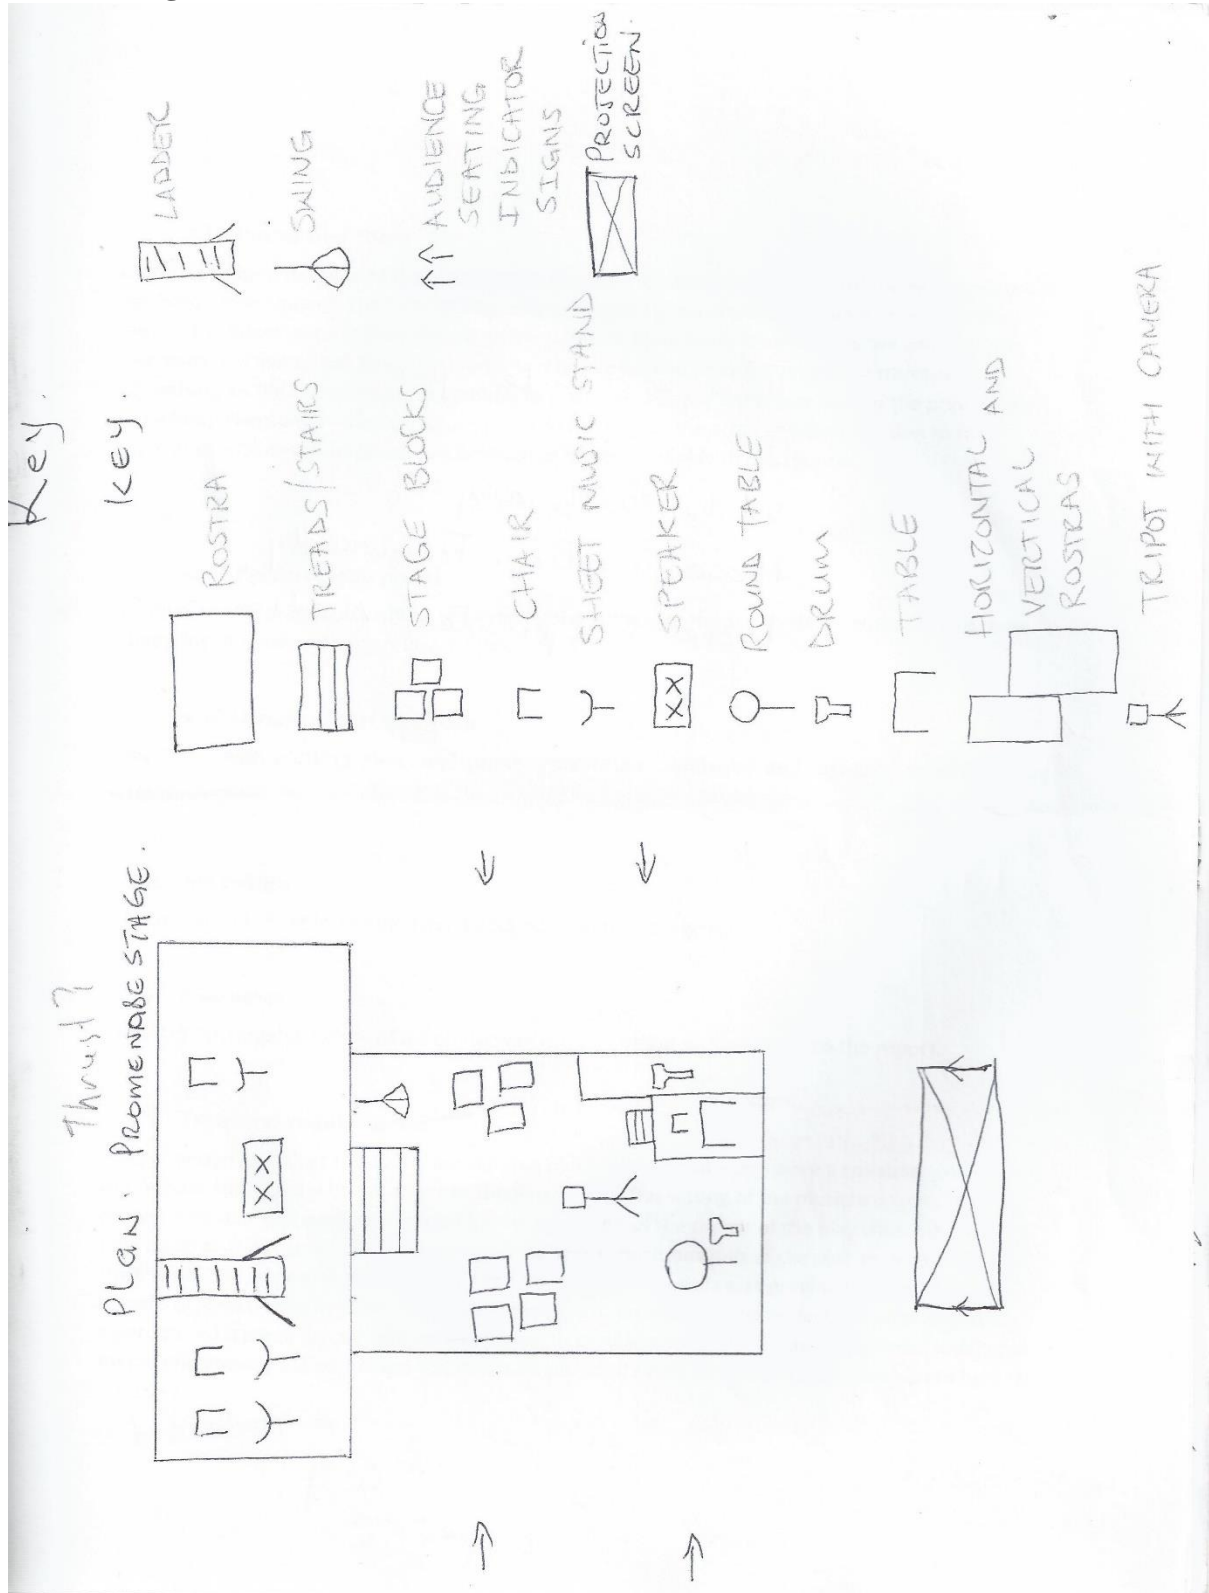 Thrust?
PLAN. PROMENADE STAGE.
Key.
KEY.
ROSTRA
TREADS/STAIRS
STAGE BLOCKS
CHAIR
SHEET MUSIC STAND
SPEAKER
ROUND TABLE
DRUM
TABLE
HORIZONTAL AND
VERTICAL
ROSTRAS
TRIPOT WITH CAMERA
LADDER
SWING
AUDIENCE
SEATING
INDICATOR
SIGNS
PROJECTION
SCREEN.